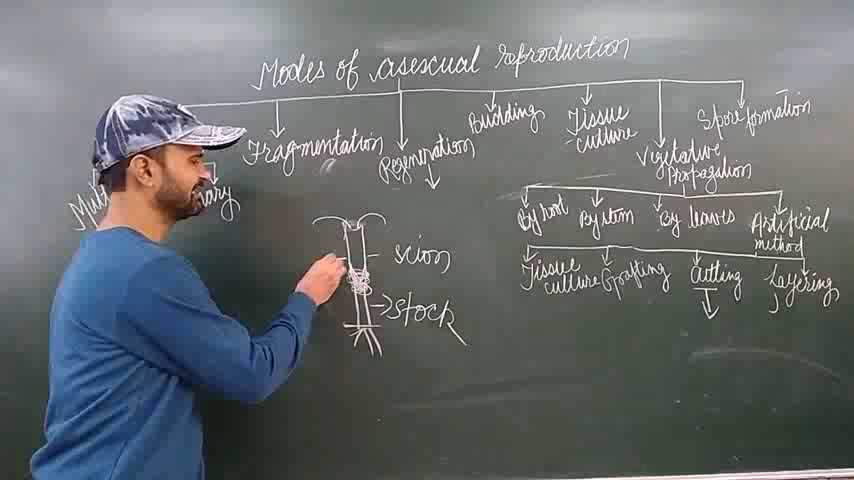 Modes of asexual reproduction
Fragmentation
Regeneration
Budding
Tissue
culture
Vegetative
Propagation
Spore formation
By root
By stem
By leaves
Artificial
method
Tissue
culture
Grafting
Cutting
Layering
scion
stock